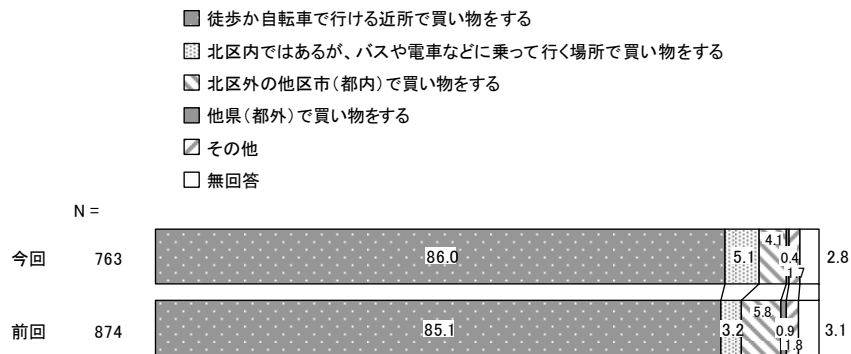 徒歩か自転車で行ける近所で買い物をする
北区内ではあるが、バスや電車などに乗って行く場所で買い物をする
北区外の他区市(都内)で買い物をする
他県(都外)で買い物をする
その他
無回答
N =
今回 763 86.0 5.1 4.1 0.4 1.7 2.8
前回 874 85.1 3.2 5.8 0.9 1.8 3.1